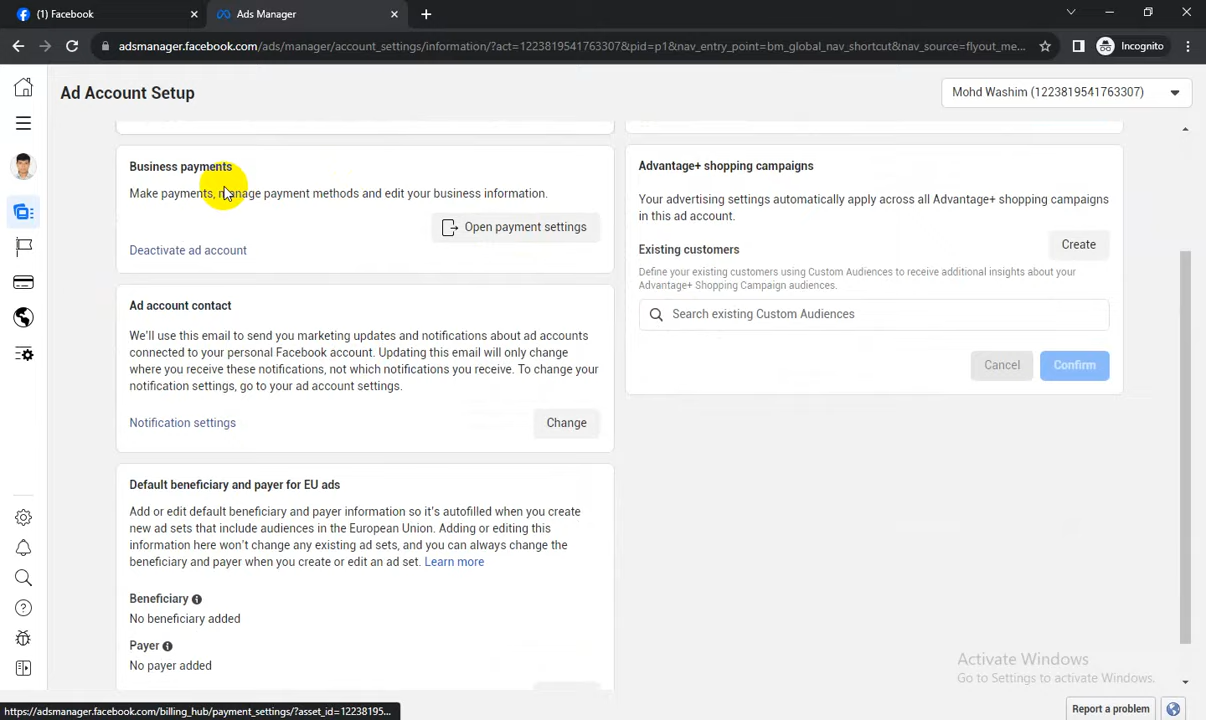 (1) Facebook
Ads Manager
adsmanager.facebook.com/ads/manager/account_settings/information/?act=1223819541763307&pid=p1&nav_entry_point=bm_global_nav_shortcut&nav_source=flyout_me...
Incognito
Ad Account Setup
Mohd Washim (1223819541763307)
Business payments
Make payments, manage payment methods and edit your business information.
Open payment settings
Deactivate ad account
Ad account contact
We'll use this email to send you marketing updates and notifications about ad accounts
connected to your personal Facebook account. Updating this email will only change
where you receive these notifications, not which notifications you receive. To change your
notification settings, go to your ad account settings.
Notification settings
Change
Default beneficiary and payer for EU ads
Add or edit default beneficiary and payer information so it's autofilled when you create
new ad sets that include audiences in the European Union. Adding or editing this
information here won't change any existing ad sets, and you can always change the
beneficiary and payer when you create or edit an ad set. Learn more
Beneficiary
No beneficiary added
Payer
No payer added
Advantage+ shopping campaigns
Your advertising settings automatically apply across all Advantage+ shopping campaigns
in this ad account.
Existing customers
Create
Define your existing customers using Custom Audiences to receive additional insights about your
Advantage+ Shopping Campaign audiences.
Search existing Custom Audiences
Cancel
Confirm
Activate Windows
Go to Settings to activate Windows.
https://adsmanager.facebook.com/billing_hub/payment_settings/?asset_id=12238195...
Report a problem